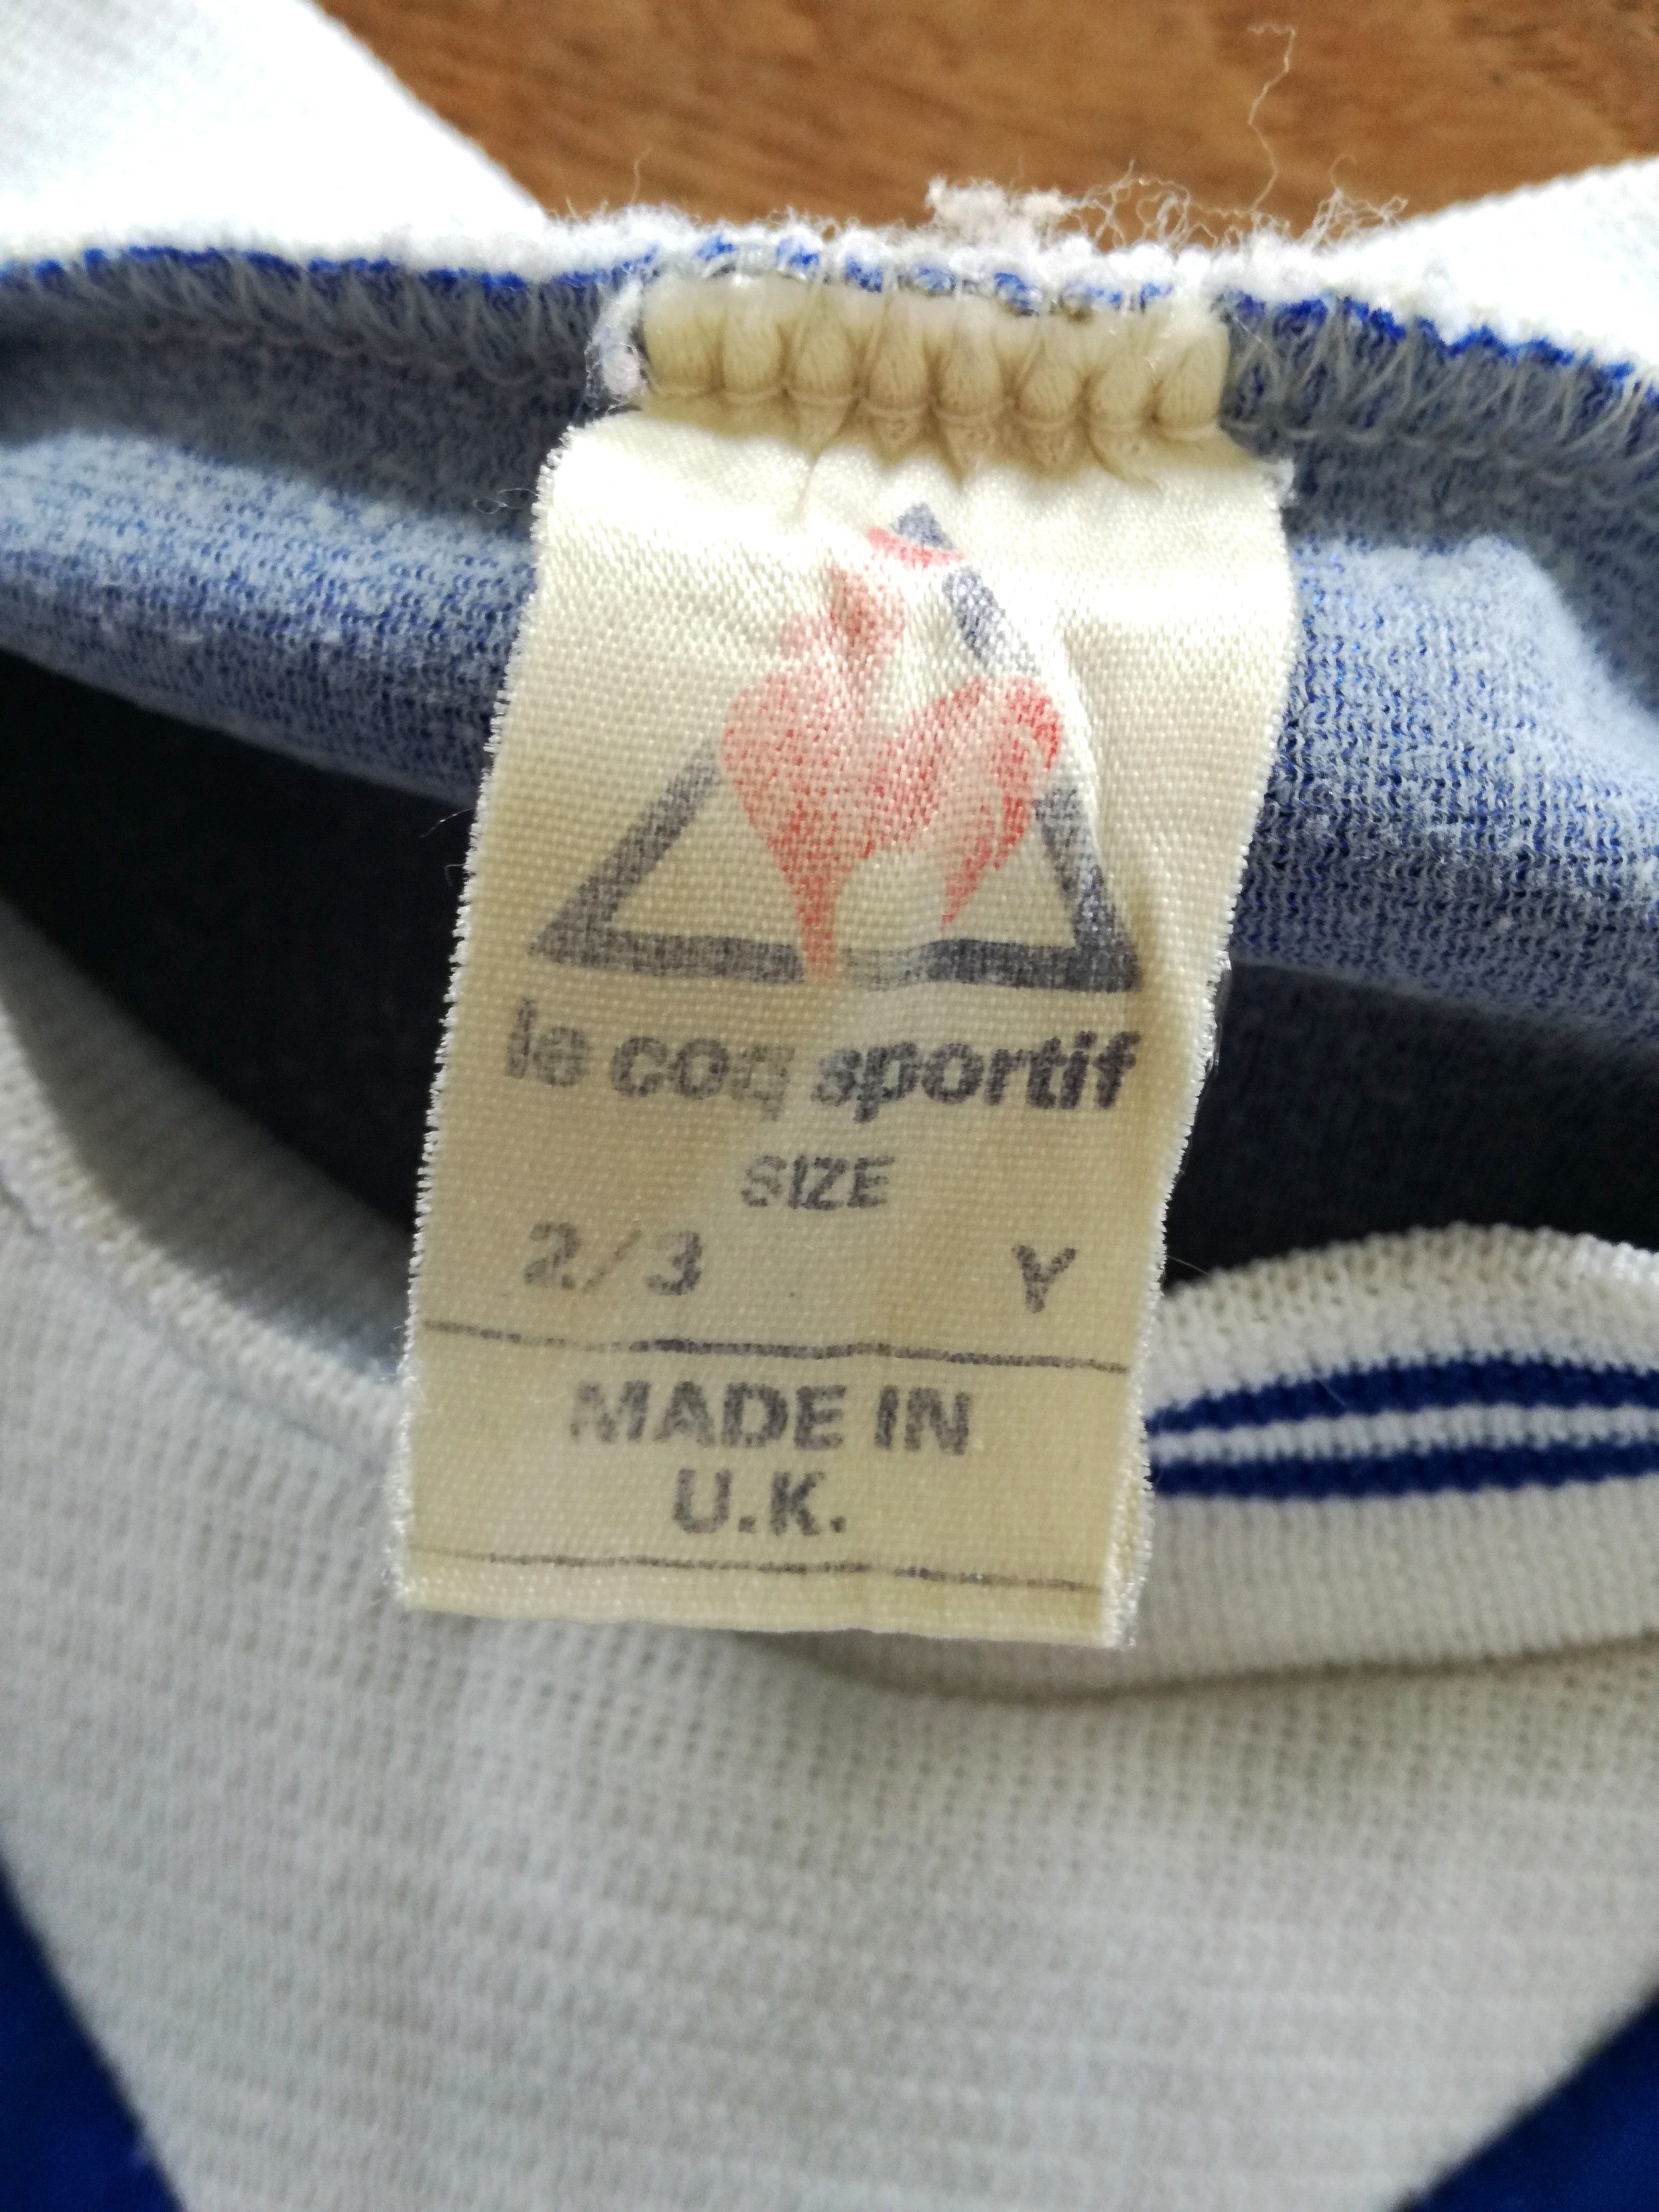 le coq sportif
SIZE
2/3 Y
MADE IN
U.K.